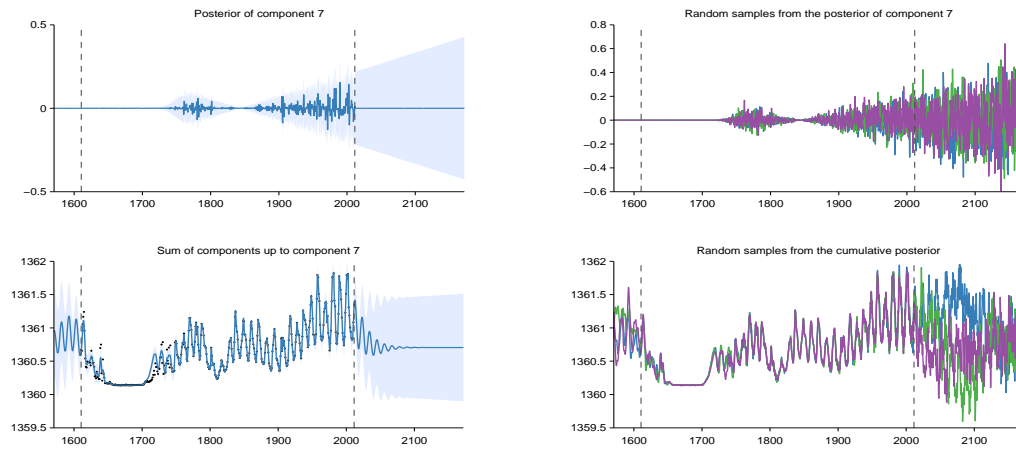 Posterior of component 7
0.5
0
−0.5
1600 1700 1800 1900 2000 2100
Random samples from the posterior of component 7
0.8
0.6
0.4
0.2
0
−0.2
−0.4
−0.6
1600 1700 1800 1900 2000 2100
Sum of components up to component 7
1362
1361.5
1361
1360.5
1360
1359.5
1600 1700 1800 1900 2000 2100
Random samples from the cumulative posterior
1362
1361.5
1361
1360.5
1360
1359.5
1600 1700 1800 1900 2000 2100